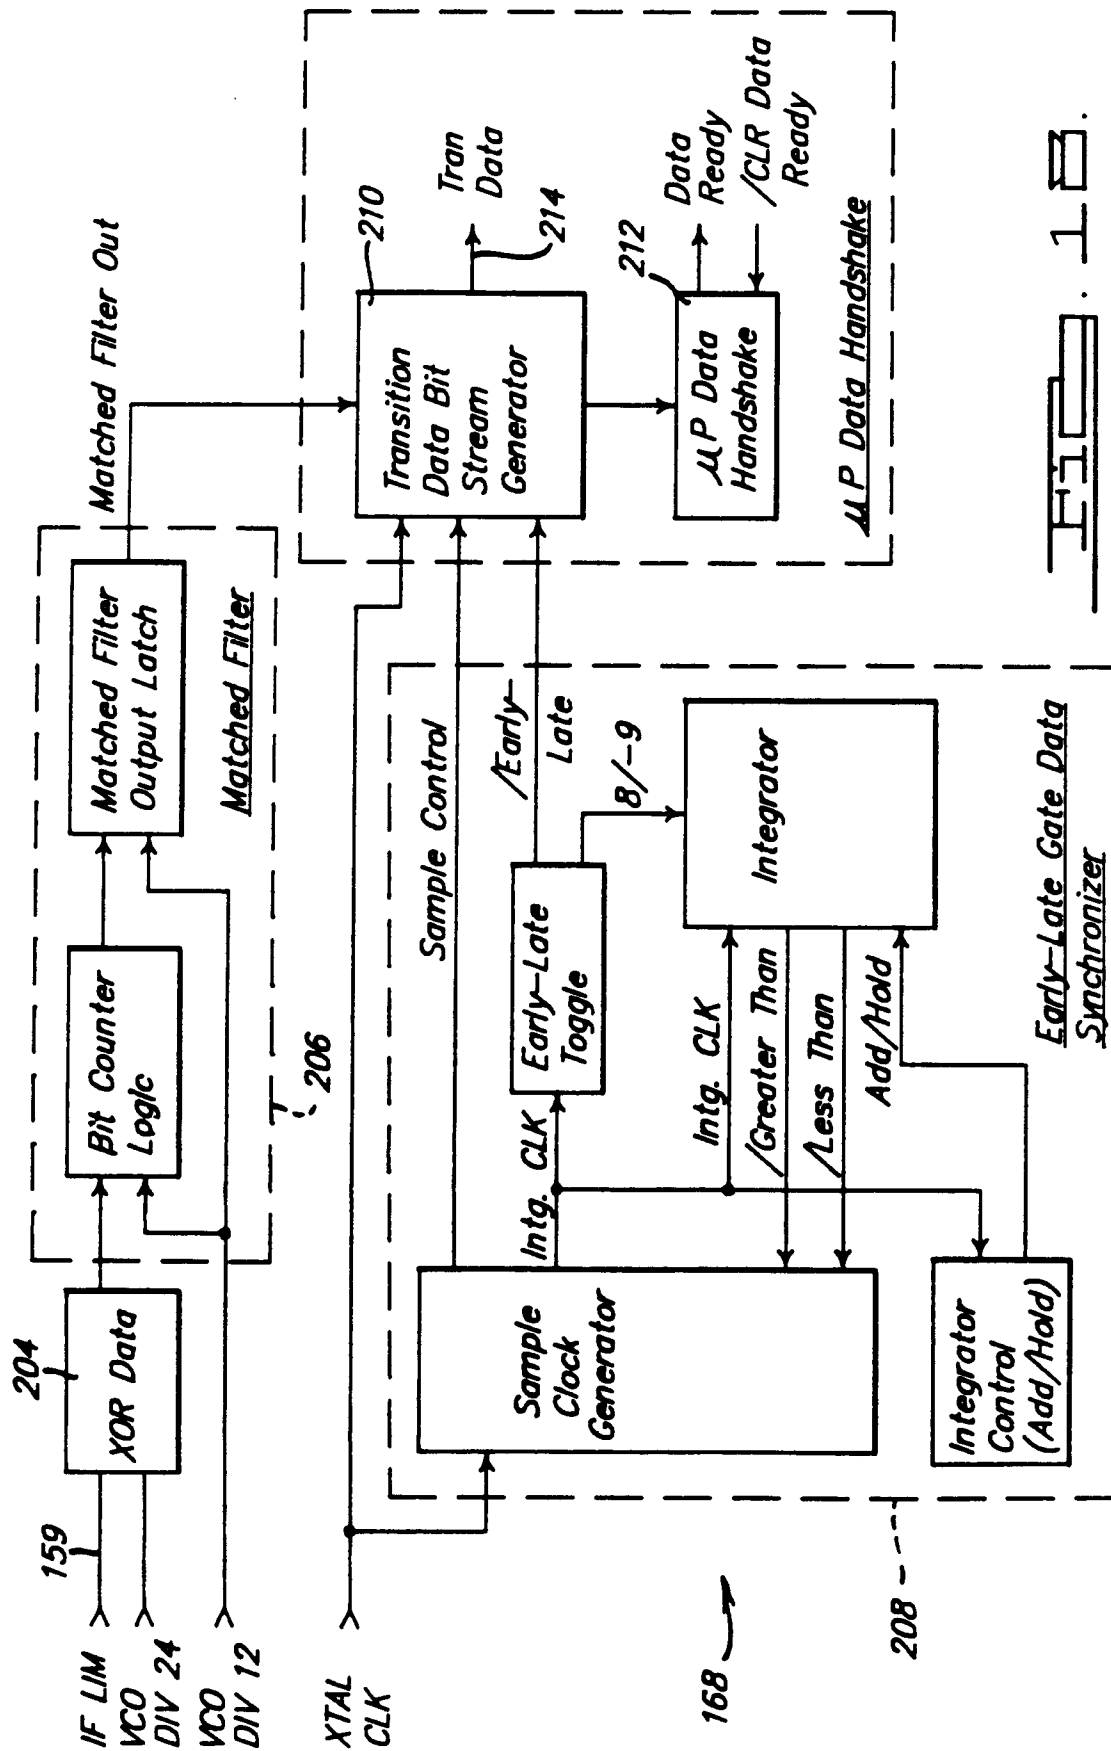 IF LIM
VCO
DIV 24
VCO
DIV 12
XTAL
CLK
159
204
XOR Data
Bit Counter
Logic
206
Matched Filter
Output Latch
Matched Filter
Matched Filter Out
168
208
Sample
Clock
Generator
Sample Control
Intg. CLK
Early-Late
Toggle
/Early-
Late
8/-9
Integrator
Intg. CLK
/Greater Than
/Less Than
Add/Hold
Integrator
Control
(Add/Hold)
Early-Late Gate Data
Synchronizer
210
Transition
Data Bit
Stream
Generator
Tran
Data
214
212
μP Data
Handshake
Data
Ready
/CLR Data
Ready
μP Data Handshake
Fig. 18.